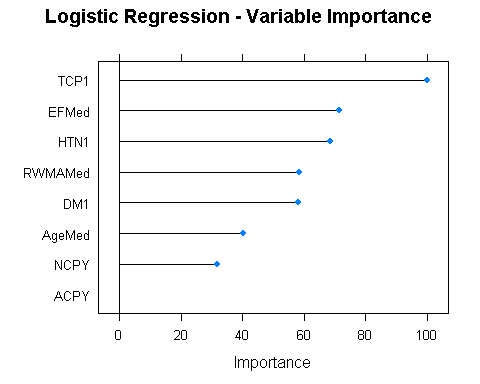 Logistic Regression - Variable Importance
TCP1
EFMed
HTN1
RWMAMed
DM1
AgeMed
NCPY
ACPY
0 20 40 60 80 100
Importance